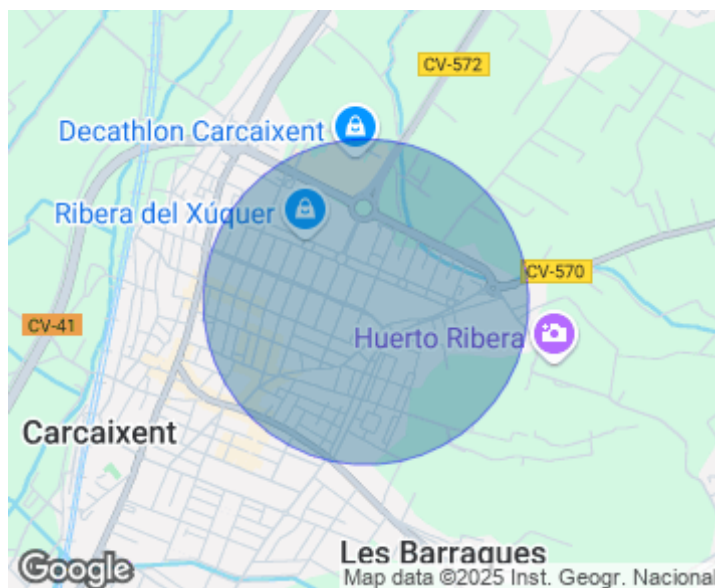 CV-572
Decathlon Carcaixent
Ribera del Xúquer
CV-570
CV-41
Huerto Ribera
Carcaixent
Les Barraques
Google
Map data ©2025 Inst. Geogr. Nacional